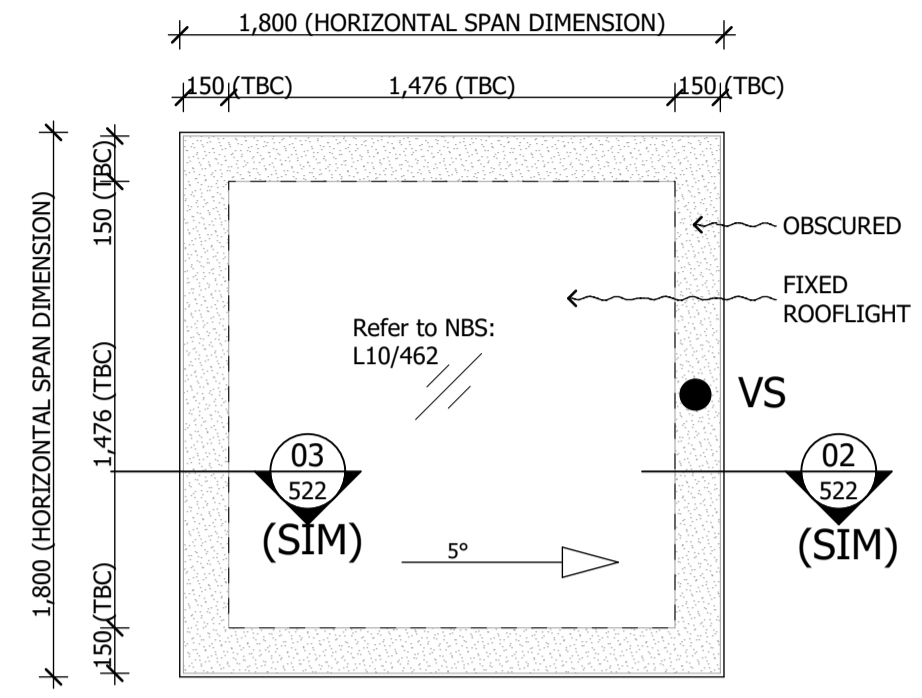 1,800 (HORIZONTAL SPAN DIMENSION)
150 (TBC)
1,476 (TBC)
150 (TBC)
1,800 (HORIZONTAL SPAN DIMENSION)
150 (TBC)
1,476 (TBC)
150 (TBC)
OBSCURED
FIXED
ROOFLIGHT
Refer to NBS:
L10/462
VS
03
522
(SIM)
02
522
(SIM)
5°